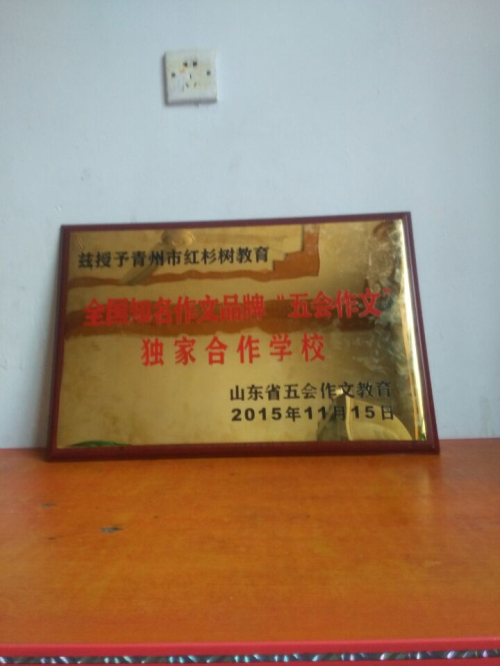 兹授予青州市红杉树教育
全国知名作文品牌“五会作文”
独家合作学校
山东省五会作文教育
2015年11月15日